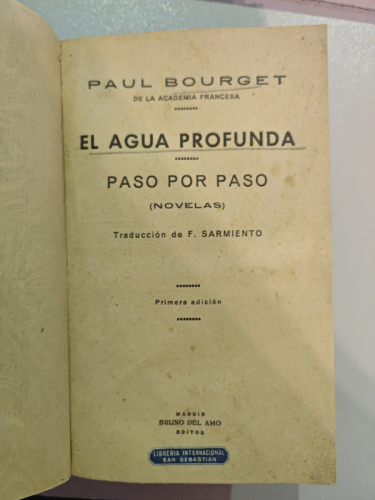 PAUL BOURGET
DE LA ACADEMIA FRANCESA
EL AGUA PROFUNDA
PASO POR PASO
(NOVELAS)
Traducción de F. SARMIENTO
Primera edición
MADRID
BRUNO DEL AMO
EDITOR
LIBRERIA INTERNACIONAL
SAN SEBASTIAN